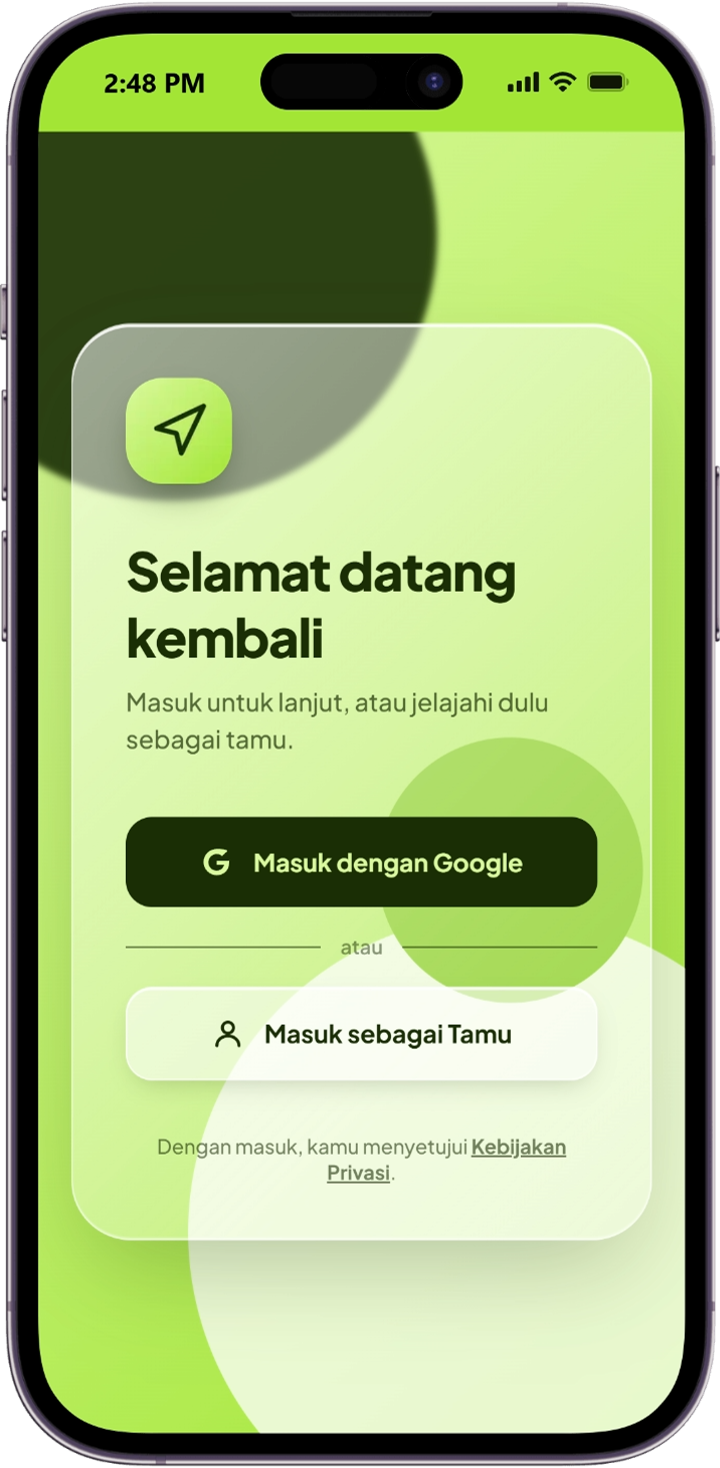 2:48 PM
Selamat datang
kembali
Masuk untuk lanjut, atau jelajahi dulu
sebagai tamu.
G Masuk dengan Google
atau
Masuk sebagai Tamu
Dengan masuk, kamu menyetujui Kebijakan
Privasi.